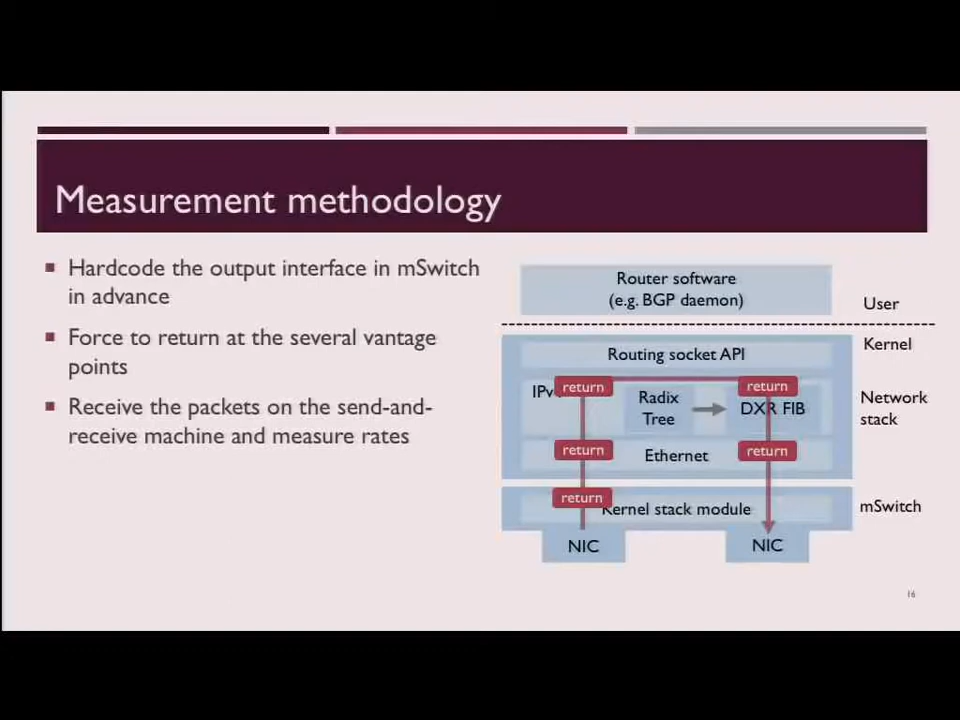 Measurement methodology
Hardcode the output interface in mSwitch
in advance
Force to return at the several vantage
points
Receive the packets on the send-and-
receive machine and measure rates
Router software
(e.g. BGP daemon)
User
Kernel
Routing socket API
return
return
Radix
Tree
DXR FIB
Network
stack
return
Ethernet
return
return
Kernel stack module
mSwitch
NIC
NIC
16